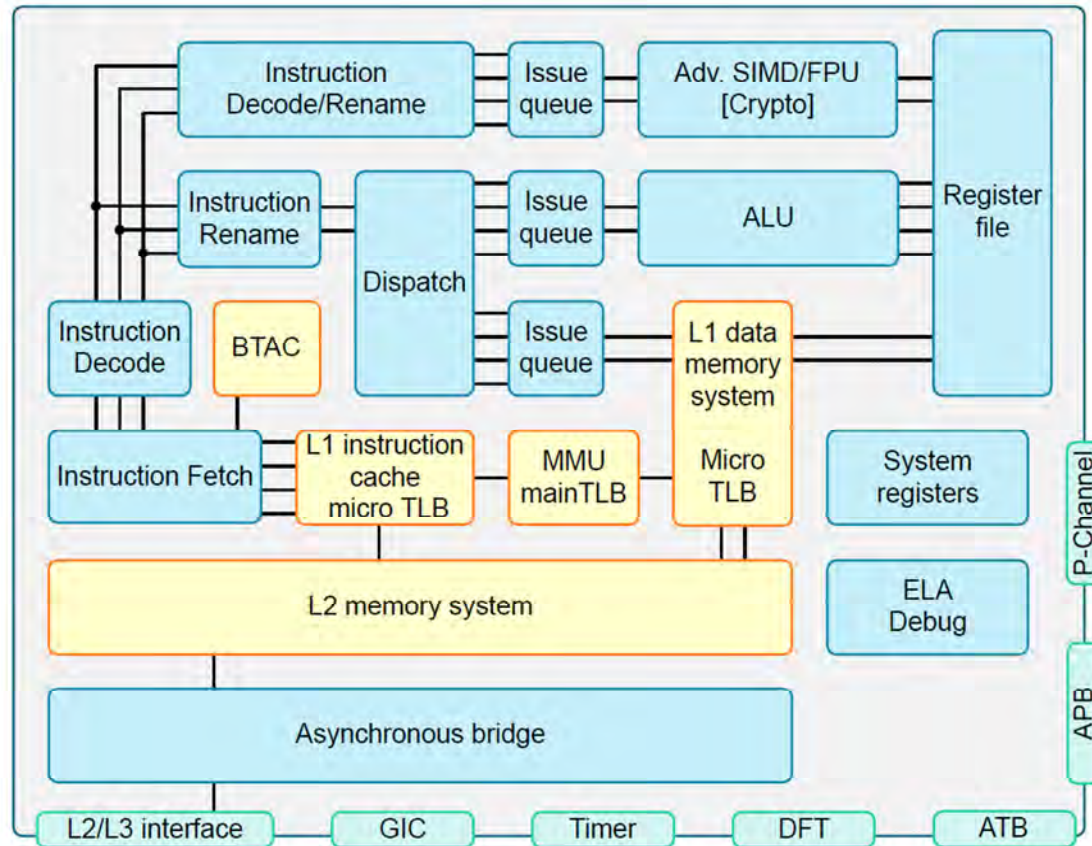 Instruction
Decode/Rename
Issue
queue
Adv. SIMD/FPU
[Crypto]
Register
file
Instruction
Rename
Dispatch
Issue
queue
ALU
Instruction
Decode
BTAC
Issue
queue
L1 data
memory
system
Instruction Fetch
L1 instruction
cache
micro TLB
MMU
mainTLB
Micro
TLB
System
registers
P-Channel
L2 memory system
ELA
Debug
APB
Asynchronous bridge
L2/L3 interface
GIC
Timer
DFT
ATB